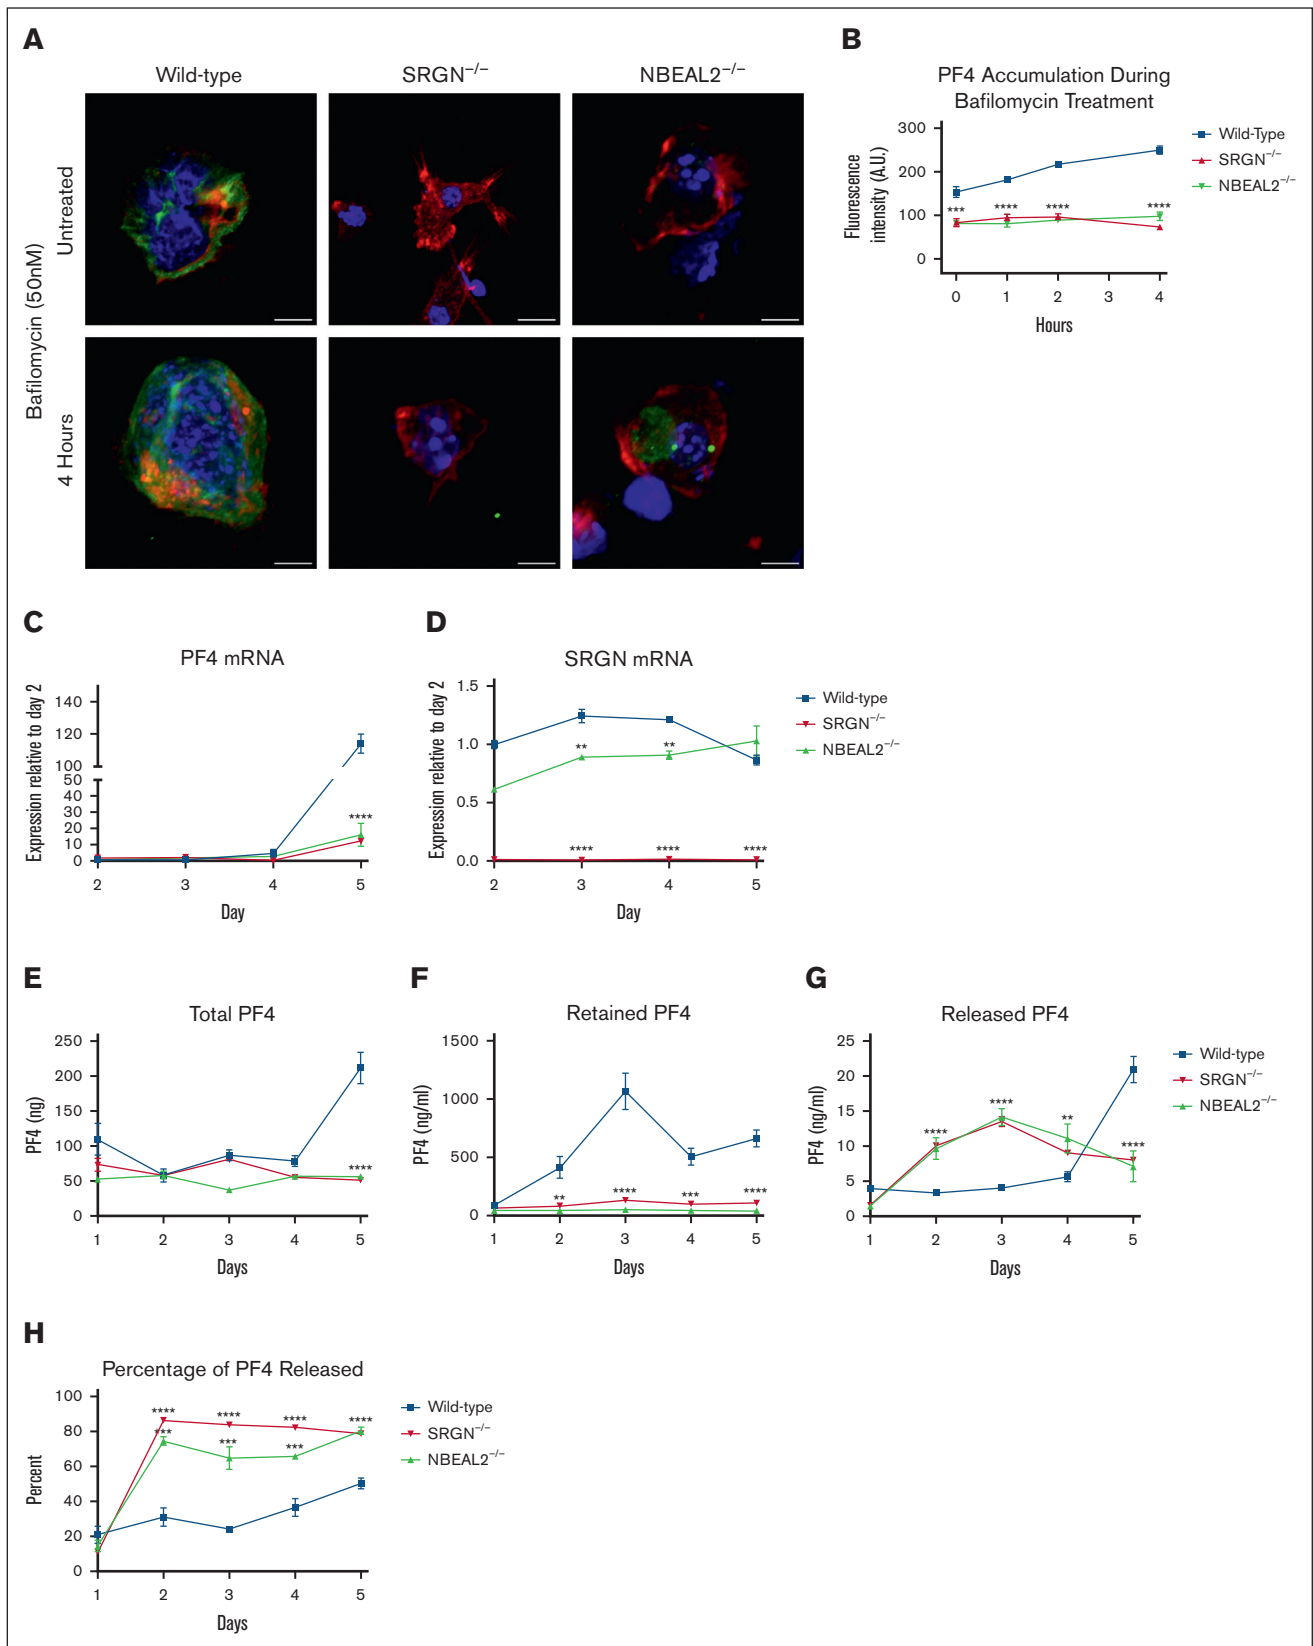 A
Wild-type
SRGN−/−
NBEAL2−/−
Bafilomycin (50nM)
Untreated
4 Hours
B
PF4 Accumulation During
Bafilomycin Treatment
Fluorescence
intensity (A.U.)
300
200
100
0
***
****
****
****
0
1
2
3
4
Hours
Wild-Type
SRGN−/−
NBEAL2−/−
C
PF4 mRNA
Expression relative to day 2
140
120
100
50
40
30
20
10
0
****
2
3
4
5
Day
D
SRGN mRNA
Expression relative to day 2
1.5
1.0
0.5
0.0
**
**
****
****
****
2
3
4
5
Day
Wild-type
SRGN−/−
NBEAL2−/−
E
Total PF4
PF4 (ng)
250
200
150
100
50
0
****
1
2
3
4
5
Days
F
Retained PF4
PF4 (ng/ml)
1500
1000
500
0
**
****
***
****
1
2
3
4
5
Days
G
Released PF4
PF4 (ng/ml)
25
20
15
10
5
0
****
****
**
****
1
2
3
4
5
Days
Wild-type
SRGN−/−
NBEAL2−/−
H
Percentage of PF4 Released
Percent
100
80
60
40
20
0
****
****
****
****
***
***
***
1
2
3
4
5
Days
Wild-type
SRGN−/−
NBEAL2−/−